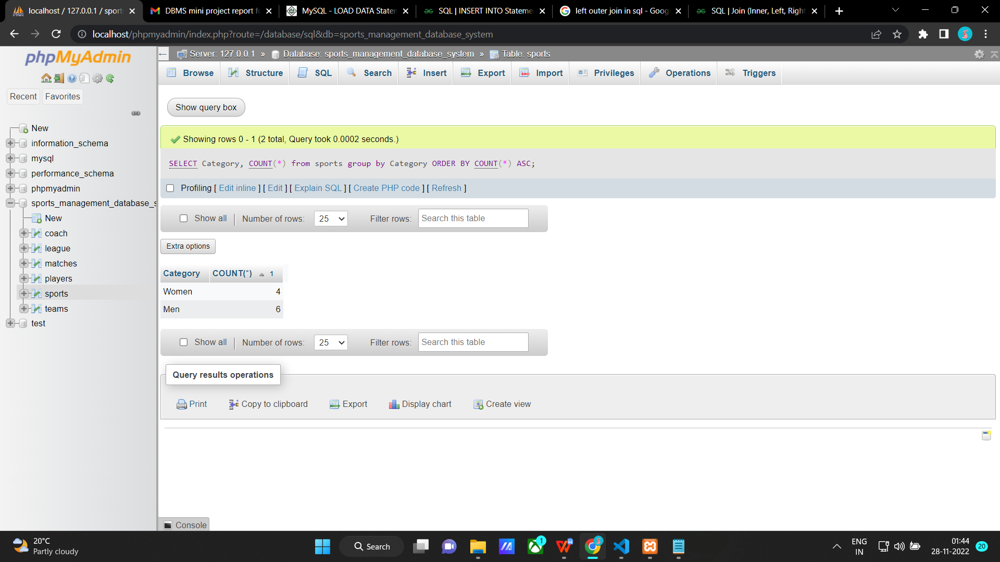 localhost / 127.0.0.1 / sport
DBMS mini project report fo
MySQL - LOAD DATA Statem
SQL | INSERT INTO Stateme
left outer join in sql - Goog
SQL | Join (Inner, Left, Right
localhost/phpmyadmin/index.php?route=/database/sql&db=sports_management_database_system
phpMyAdmin
Recent
Favorites
New
information_schema
mysql
performance_schema
phpmyadmin
sports_management_database_s
New
coach
league
matches
players
sports
teams
test
Server: 127.0.0.1 » Database: sports_management_database_system » Table: sports
Browse
Structure
SQL
Search
Insert
Export
Import
Privileges
Operations
Triggers
Show query box
Showing rows 0 - 1 (2 total, Query took 0.0002 seconds.)
SELECT Category, COUNT(*) from sports group by Category ORDER BY COUNT(*) ASC;
Profiling [ Edit inline ] [ Edit ] [ Explain SQL ] [ Create PHP code ] [ Refresh ]
Show all | Number of rows: 25 Filter rows: Search this table
Extra options
Category COUNT(*) 1
Women 4
Men 6
Show all | Number of rows: 25 Filter rows: Search this table
Query results operations
Print
Copy to clipboard
Export
Display chart
Create view
Console
20°C
Partly cloudy
Search
1
ENG
IN
01:44
28-11-2022
20